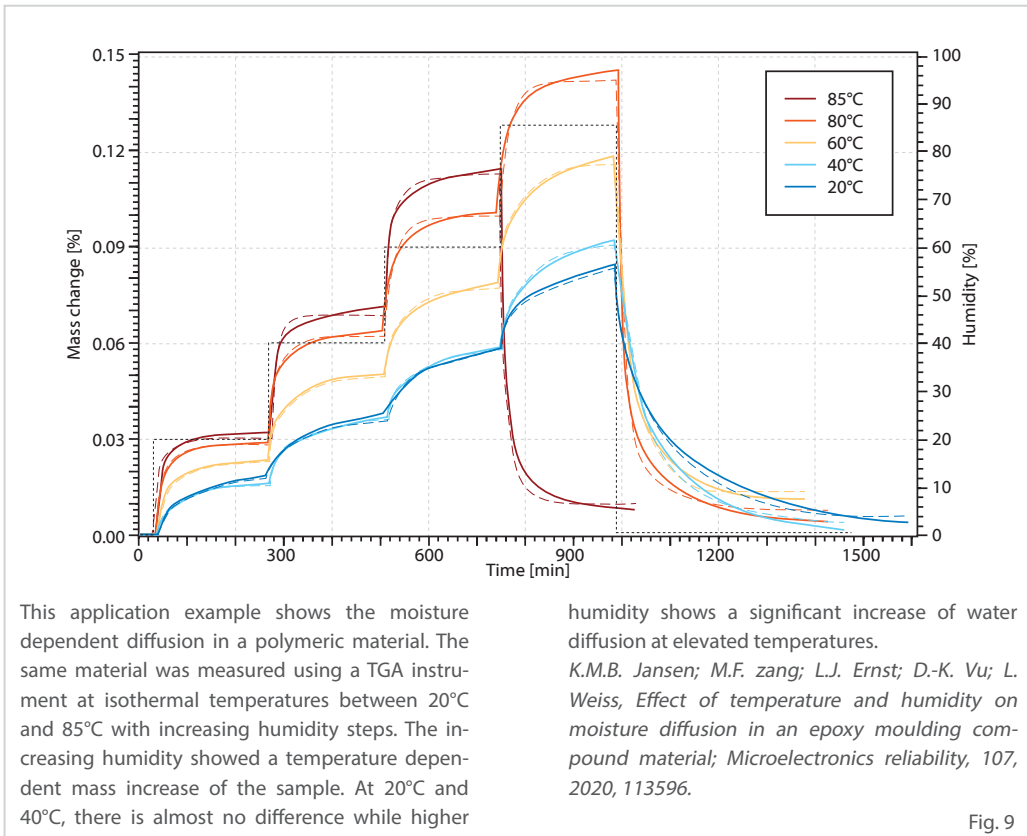 0.15
0.12
0.09
0.06
0.03
0.00
Mass change [%]
0
300
600
900
1200
1500
Time [min]
100
90
80
70
60
50
40
30
20
10
0
Humidity [%]
85°C
80°C
60°C
40°C
20°C
This application example shows the moisture
dependent diffusion in a polymeric material. The
same material was measured using a TGA instru-
ment at isothermal temperatures between 20°C
and 85°C with increasing humidity steps. The in-
creasing humidity showed a temperature depen-
dent mass increase of the sample. At 20°C and
40°C, there is almost no difference while higher
humidity shows a significant increase of water
diffusion at elevated temperatures.
K.M.B. Jansen; M.F. zang; L.J. Ernst; D.-K. Vu; L.
Weiss, Effect of temperature and humidity on
moisture diffusion in an epoxy moulding com-
pound material; Microelectronics reliability, 107,
2020, 113596.
Fig. 9